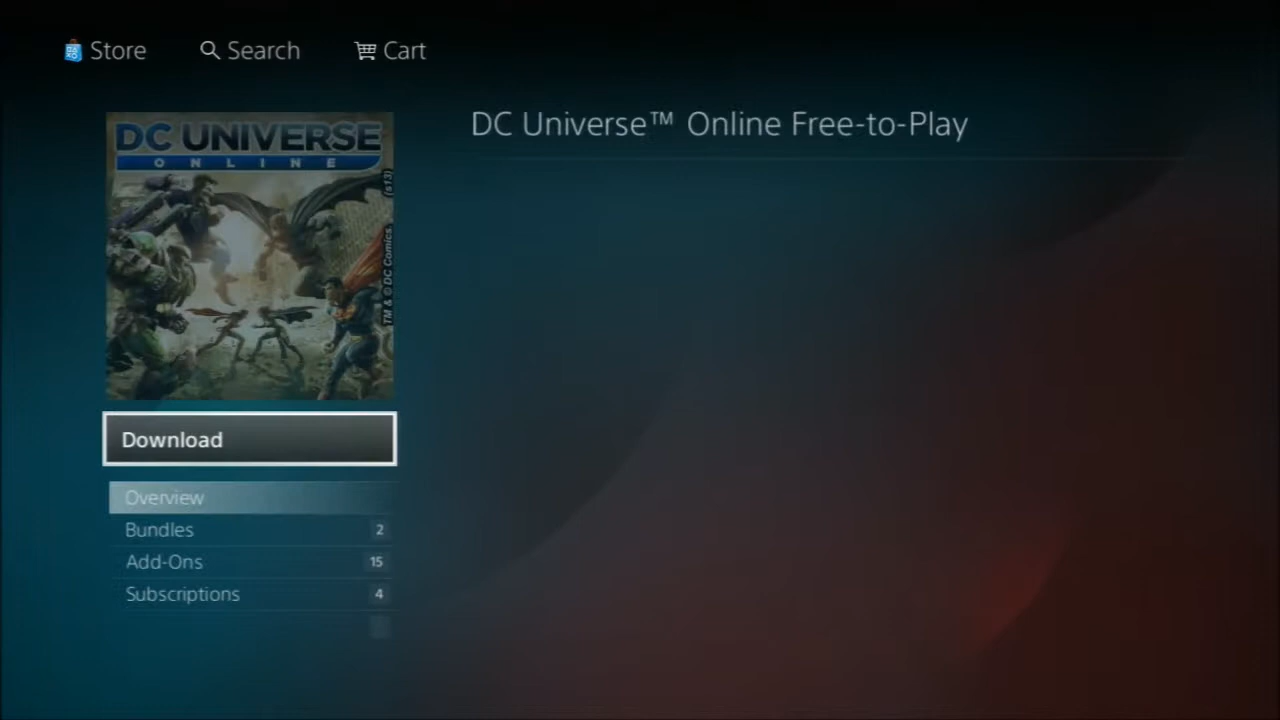 Store
Search
Cart
DC UNIVERSE
ONLINE
TM & © DC Comics. (s13)
DC Universe™ Online Free-to-Play
Download
Overview
Bundles 2
Add-Ons 15
Subscriptions 4